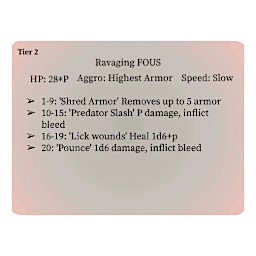 Tier 2
Ravaging FOUS
HP: 28+P Aggro: Highest Armor Speed: Slow
➢ 1-9: 'Shred Armor' Removes up to 5 armor
➢ 10-15: 'Predator Slash' P damage, inflict
bleed
➢ 16-19: 'Lick wounds' Heal 1d6+p
➢ 20: 'Pounce' 1d6 damage, inflict bleed